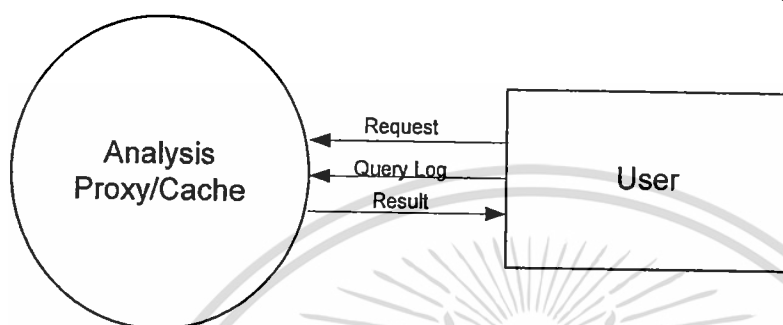 Analysis
Proxy/Cache
Request
Query Log
Result
User